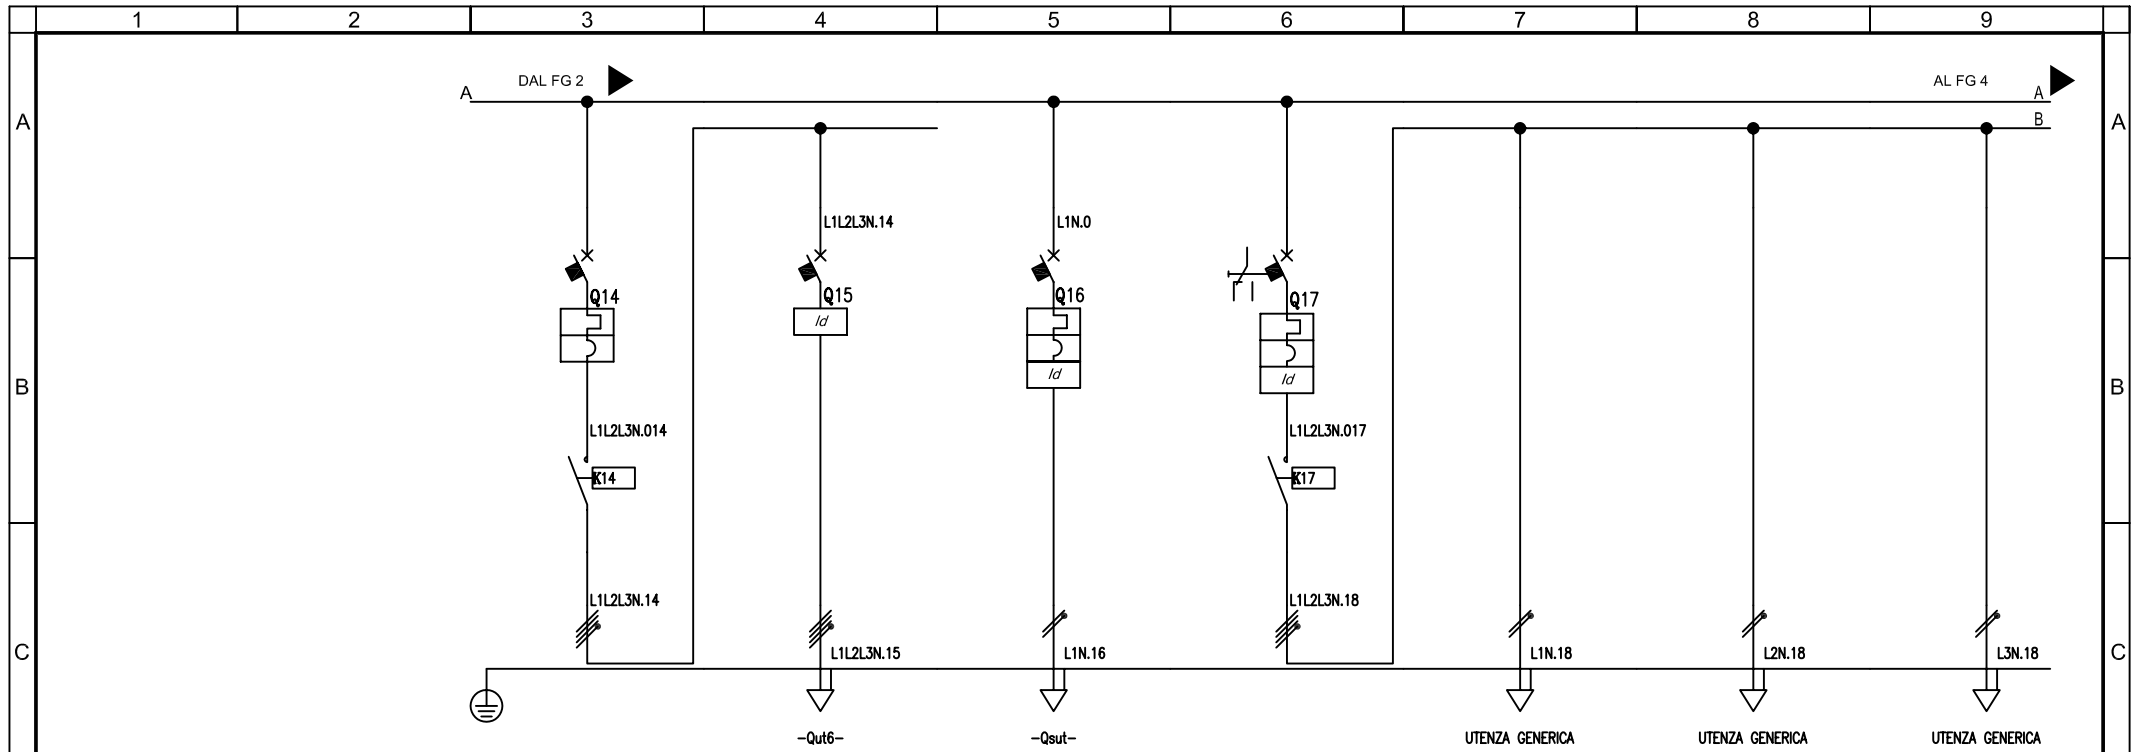 1 2 3 4 5 6 7 8 9
DAL FG 2 AL FG 4
A A
A B A
L1L2L3N.14 L1N.0
Q14 Q15 Q16 Q17
Id
Id Id
B B
L1L2L3N.014 L1L2L3N.017
K14 K17
L1L2L3N.14 L1L2L3N.18
C L1L2L3N.15 L1N.16 L1N.18 L2N.18 L3N.18 C
-Qut6- -Qsut- UTENZA GENERICA UTENZA GENERICA UTENZA GENERICA